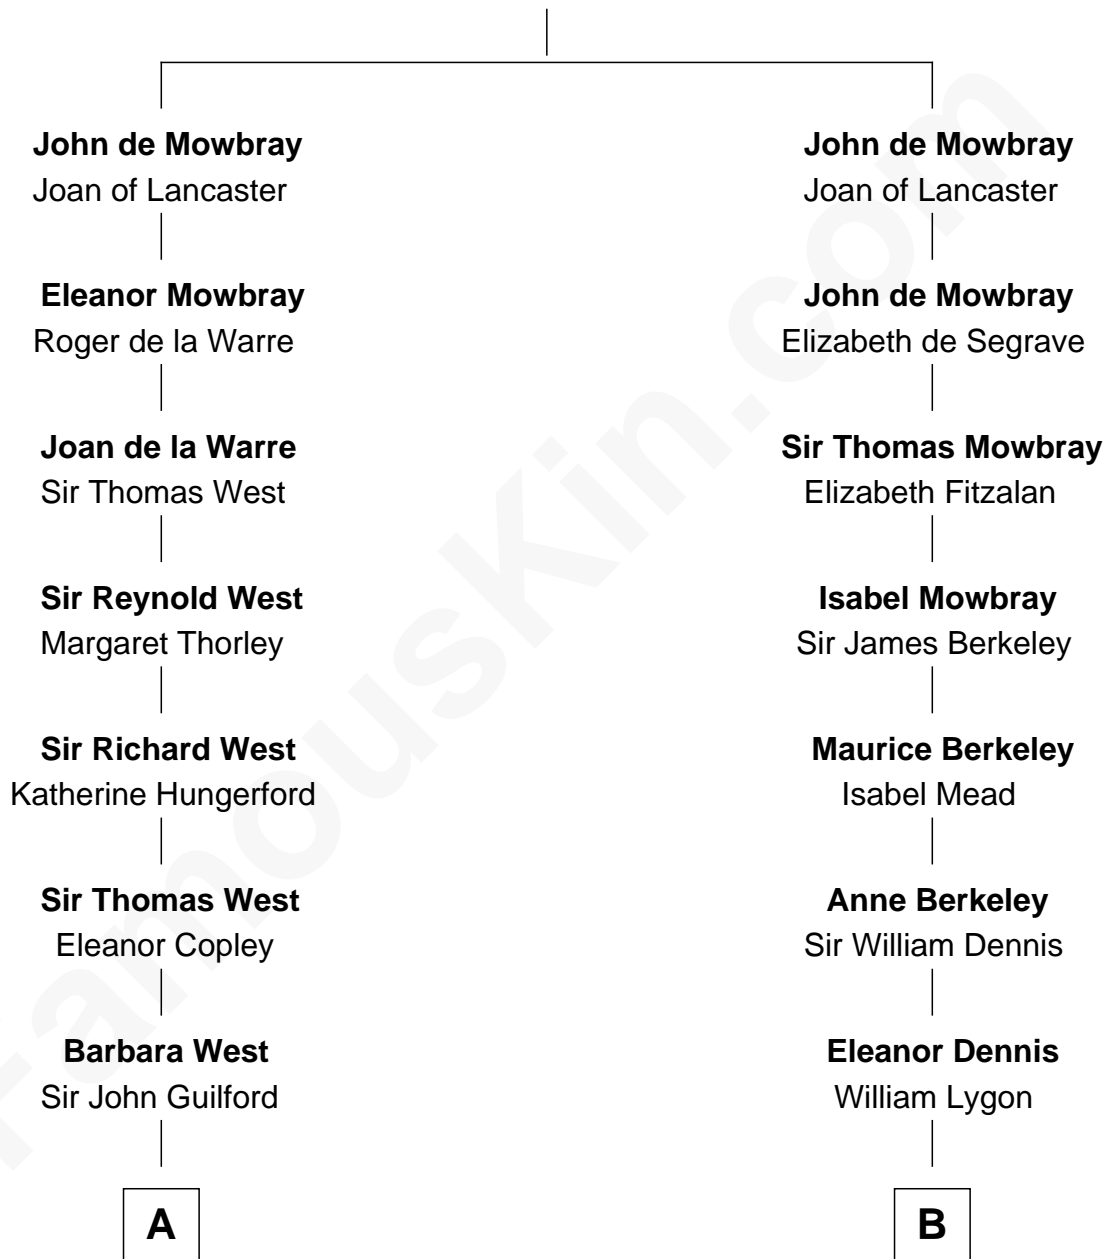 John de Mowbray
Joan of Lancaster
Eleanor Mowbray
Roger de la Warre
Joan de la Warre
Sir Thomas West
Sir Reynold West
Margaret Thorley
Sir Richard West
Katherine Hungerford
Sir Thomas West
Eleanor Copley
Barbara West
Sir John Guilford
A
John de Mowbray
Joan of Lancaster
John de Mowbray
Elizabeth de Segrave
Sir Thomas Mowbray
Elizabeth Fitzalan
Isabel Mowbray
Sir James Berkeley
Maurice Berkeley
Isabel Mead
Anne Berkeley
Sir William Dennis
Eleanor Dennis
William Lygon
B
FamousKin.com